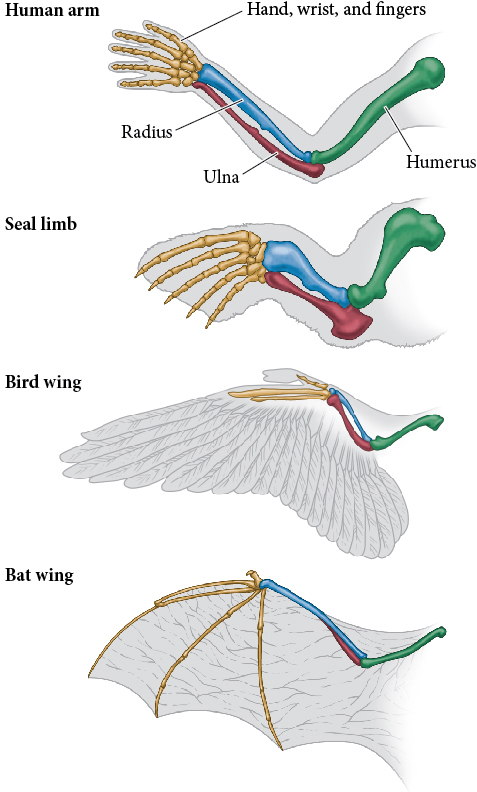 Human arm
Hand, wrist, and fingers
Radius
Ulna
Humerus
Seal limb
Bird wing
Bat wing